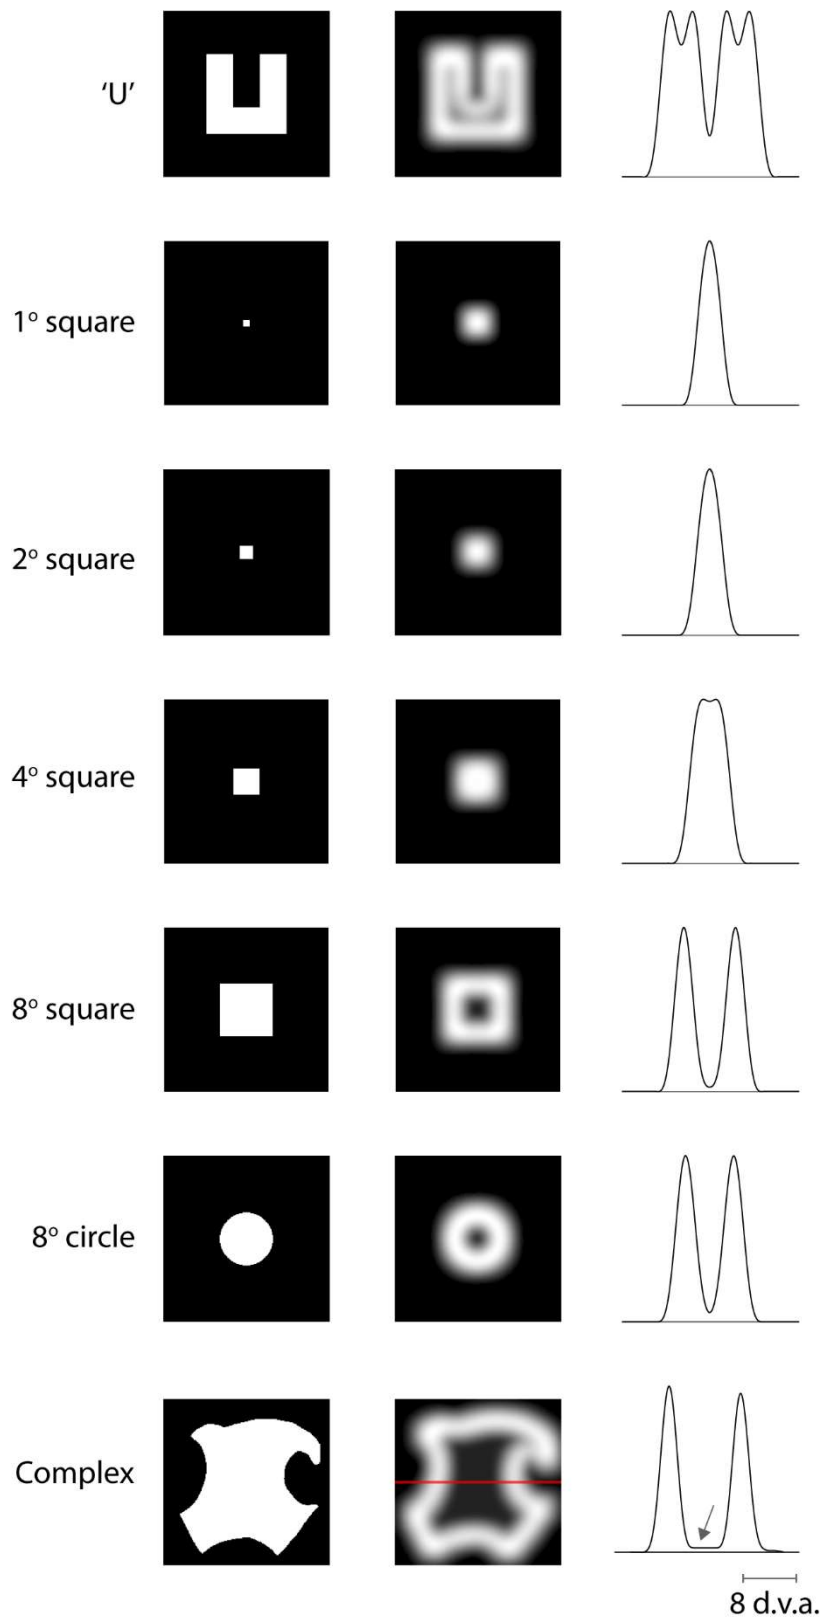 ‘U’
1° square
2° square
4° square
8° square
8° circle
Complex
8 d.v.a.